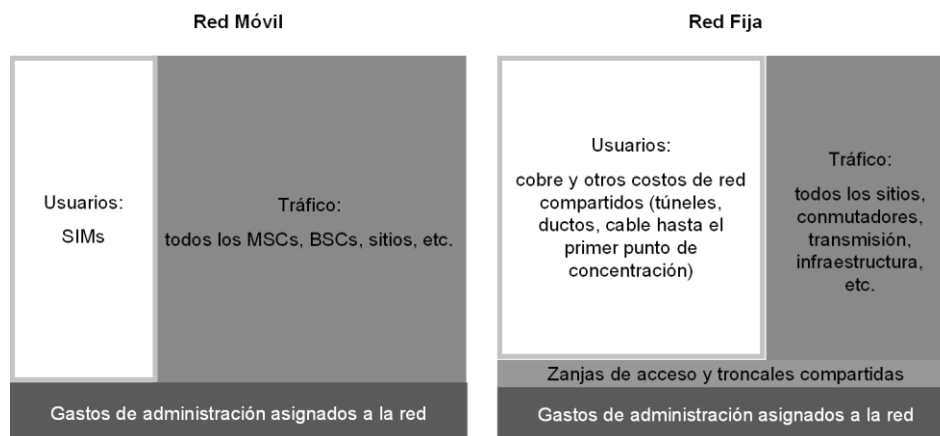 Red Móvil
Usuarios:
SIMs
Tráfico:
todos los MSCs, BSCs, sitios, etc.
Gastos de administración asignados a la red
Red Fija
Usuarios:
cobre y otros costos de red
compartidos (túneles,
ductos, cable hasta el
primer punto de
concentración)
Tráfico:
todos los sitios,
conmutadores,
transmisión,
infraestructura,
etc.
Zanjas de acceso y troncales compartidas
Gastos de administración asignados a la red